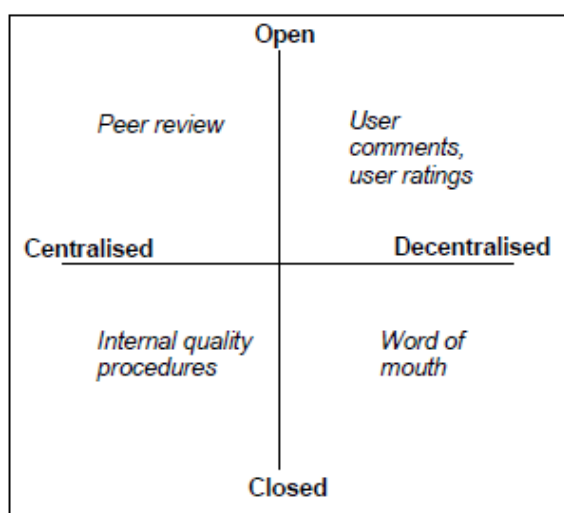 Open
Peer review
User
comments,
user ratings
Centralised
Decentralised
Internal quality
procedures
Word of
mouth
Closed